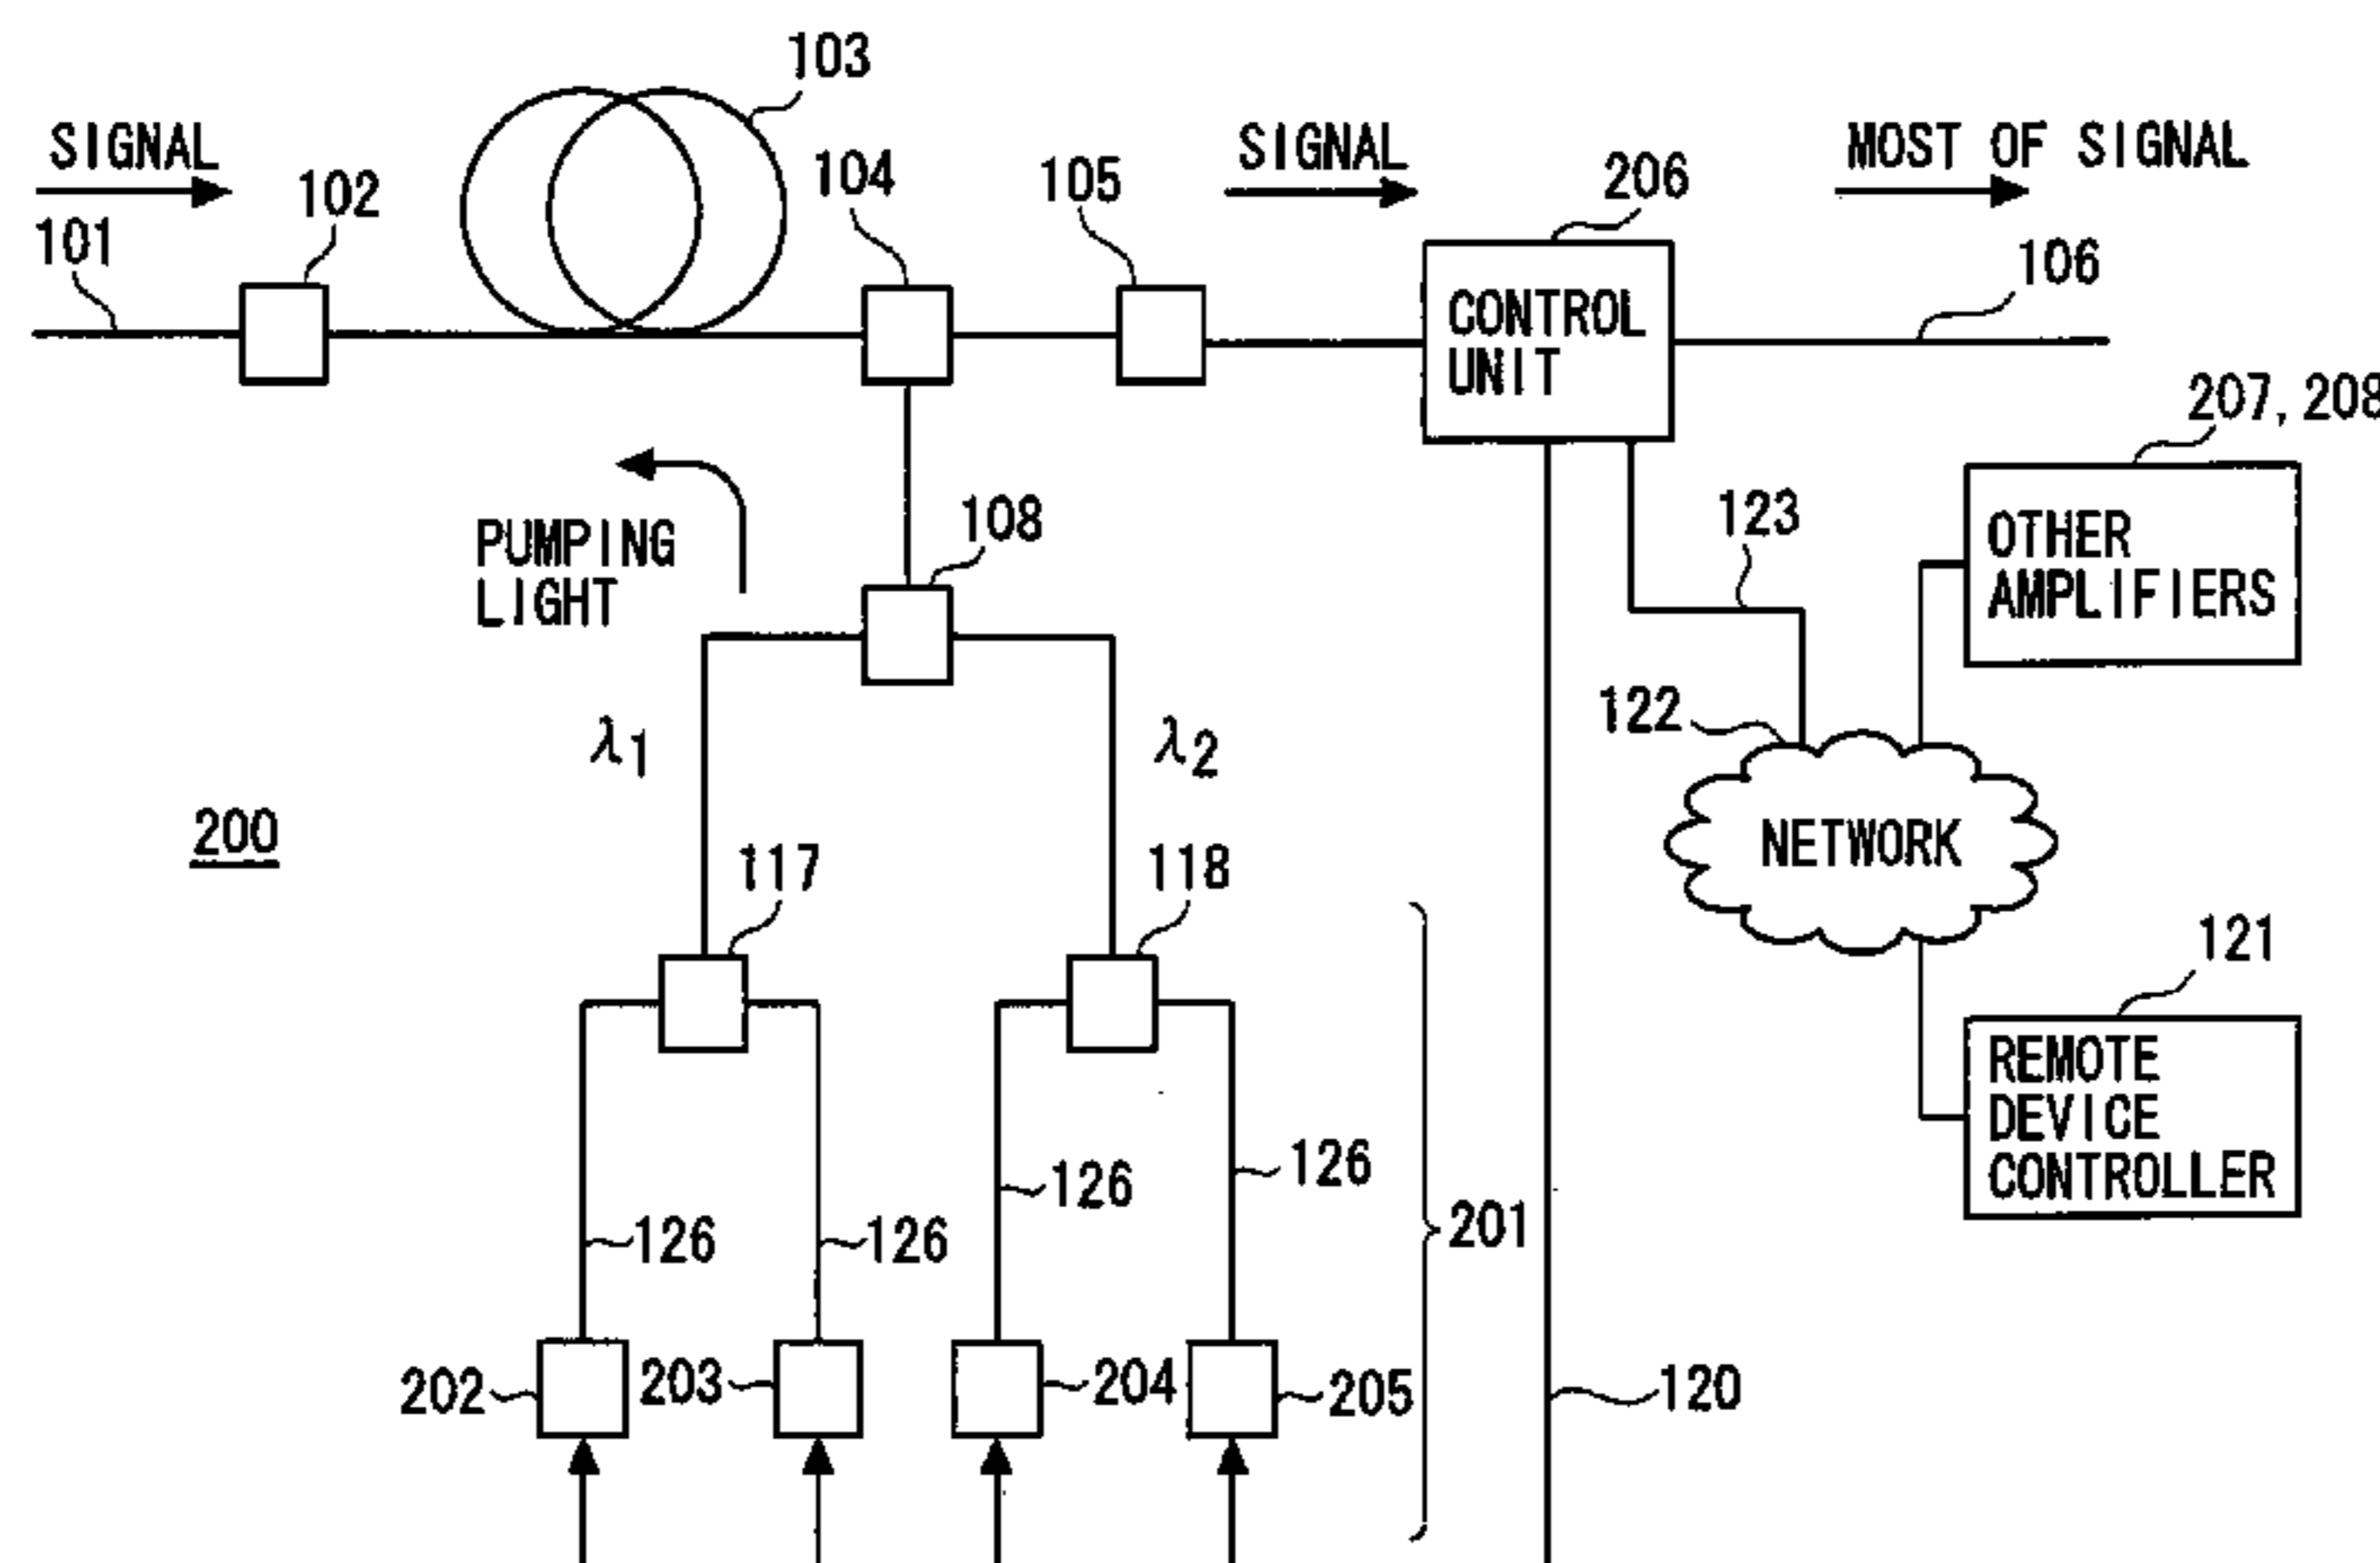 103
SIGNAL
SIGNAL
MOST OF SIGNAL
102
104
105
206
101
106
CONTROL
UNIT
207, 208
PUMPING
LIGHT
108
123
OTHER
AMPLIFIERS
122
λ1
λ2
200
NETWORK
117
118
121
REMOTE
DEVICE
CONTROLLER
126
126
126
126
201
202
203
204
205
120